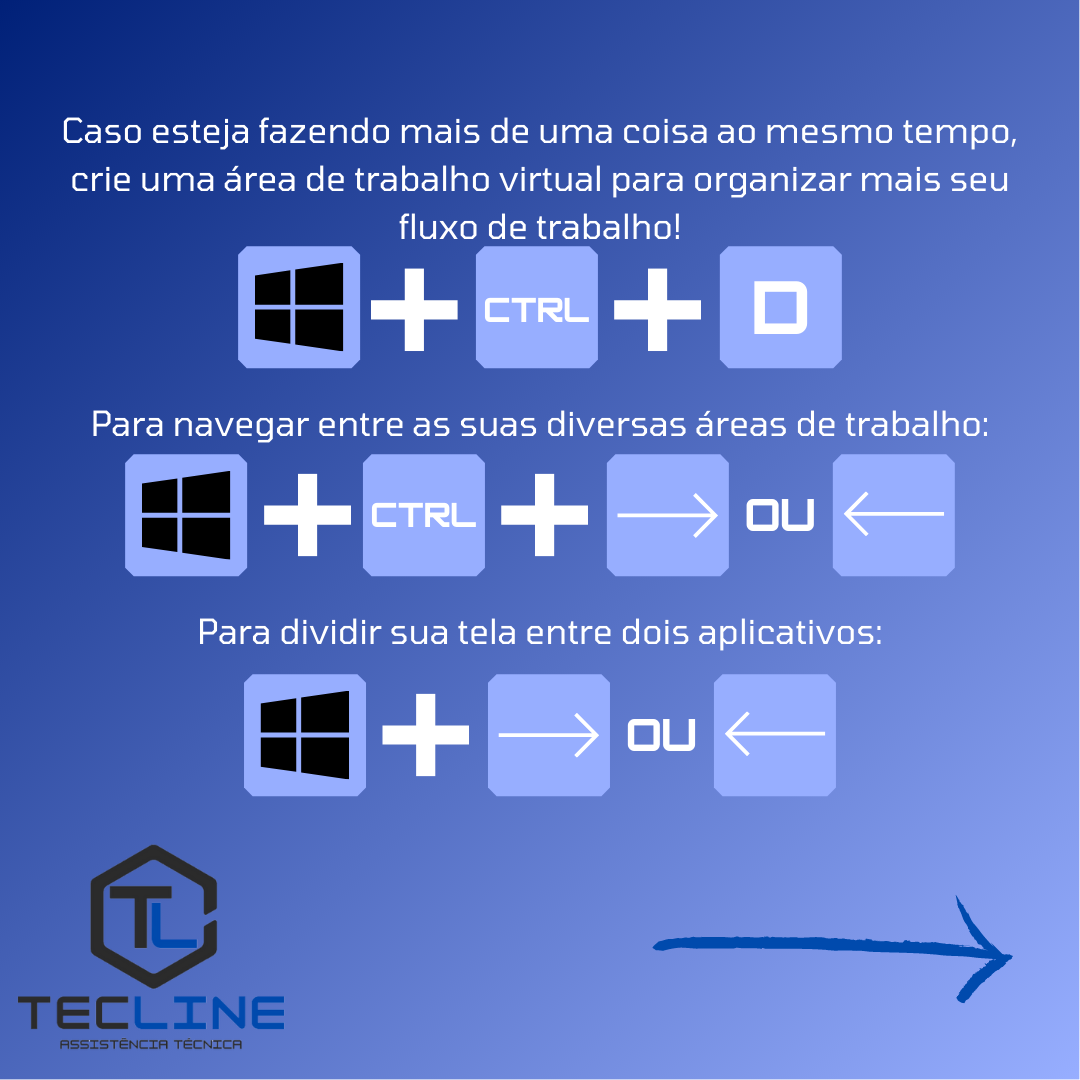 Caso esteja fazendo mais de uma coisa ao mesmo tempo,
crie uma área de trabalho virtual para organizar mais seu
fluxo de trabalho!
+ CTRL + D
Para navegar entre as suas diversas áreas de trabalho:
+ CTRL + → OU ←
Para dividir sua tela entre dois aplicativos:
+ → OU ←
TL
TECLINE
ASSISTÊNCIA TÉCNICA